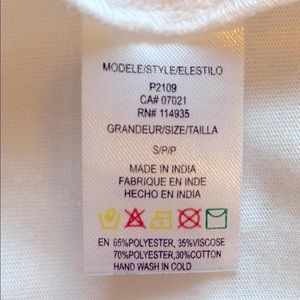 MODELE/STYLE/ELESTILO
P2109
CA# 07021
RN# 114935
GRANDEUR/SIZE/TAILLA
S/P/P
MADE IN INDIA
FABRIQUE EN INDE
HECHO EN INDIA
EN 65%POLYESTER, 35%VISCOSE
70%POLYESTER,30%COTTON
HAND WASH IN COLD